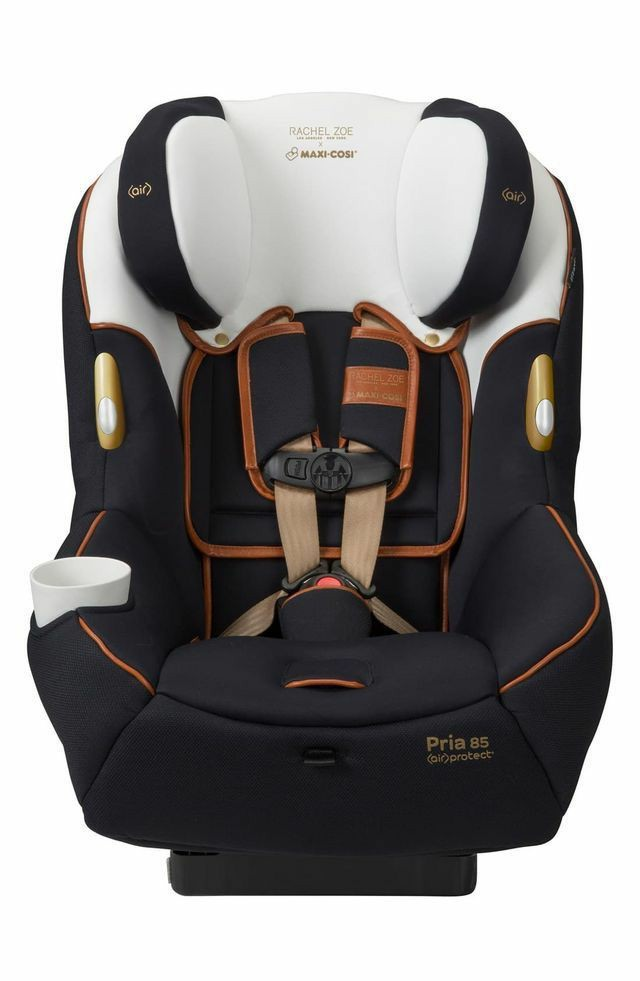 RACHEL ZOE
LOS ANGELES NEW YORK
x
MAXI-COSI
(air)
(air)
RACHEL ZOE
x
MAXI-COSI
Pria 85
(air)protect